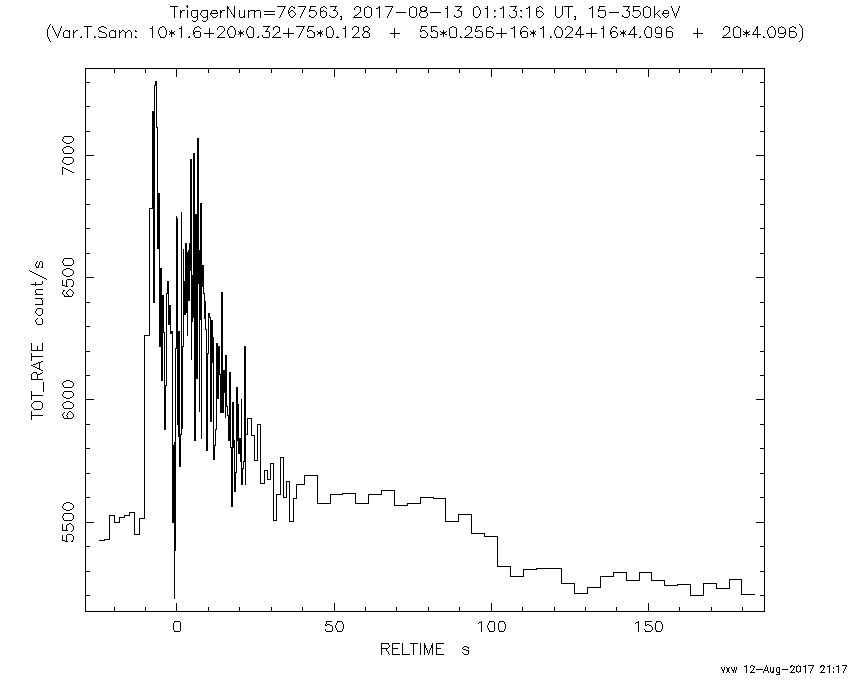 TriggerNum=767563, 2017-08-13 01:13:16 UT, 15-350keV
(Var.T.Sam: 10*1.6+20*0.32+75*0.128 + 55*0.256+16*1.024+16*4.096 + 20*4.096)
TOT_RATE count/s
7000
6500
6000
5500
0 50 100 150
RELTIME s
vxw 12-Aug-2017 21:17